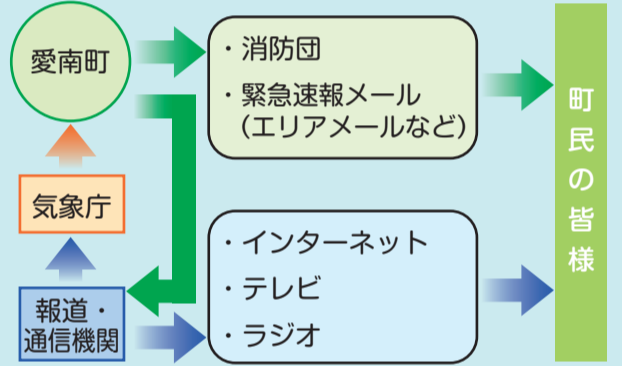 愛南町
・消防団
・緊急速報メール
（エリアメールなど）
気象庁
報道・
通信機関
・インターネット
・テレビ
・ラジオ
町民の皆様